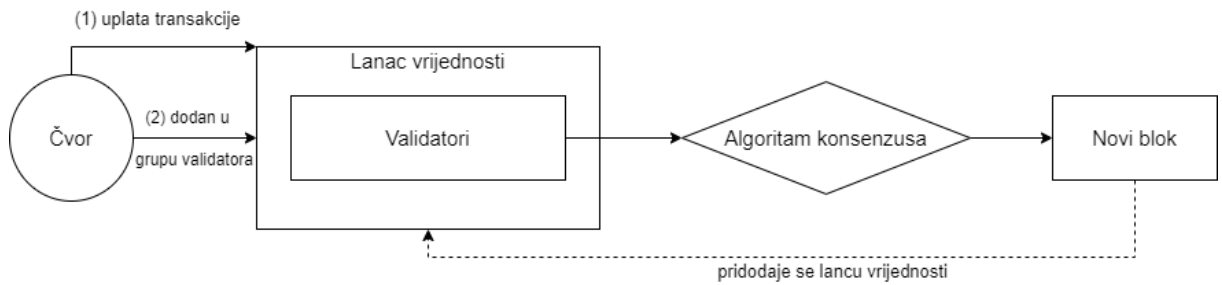 (1) uplata transakcije
Lanac vrijednosti
Čvor
(2) dodan u
grupu validatora
Validatori
Algoritam konsenzusa
Novi blok
pridodaje se lancu vrijednosti